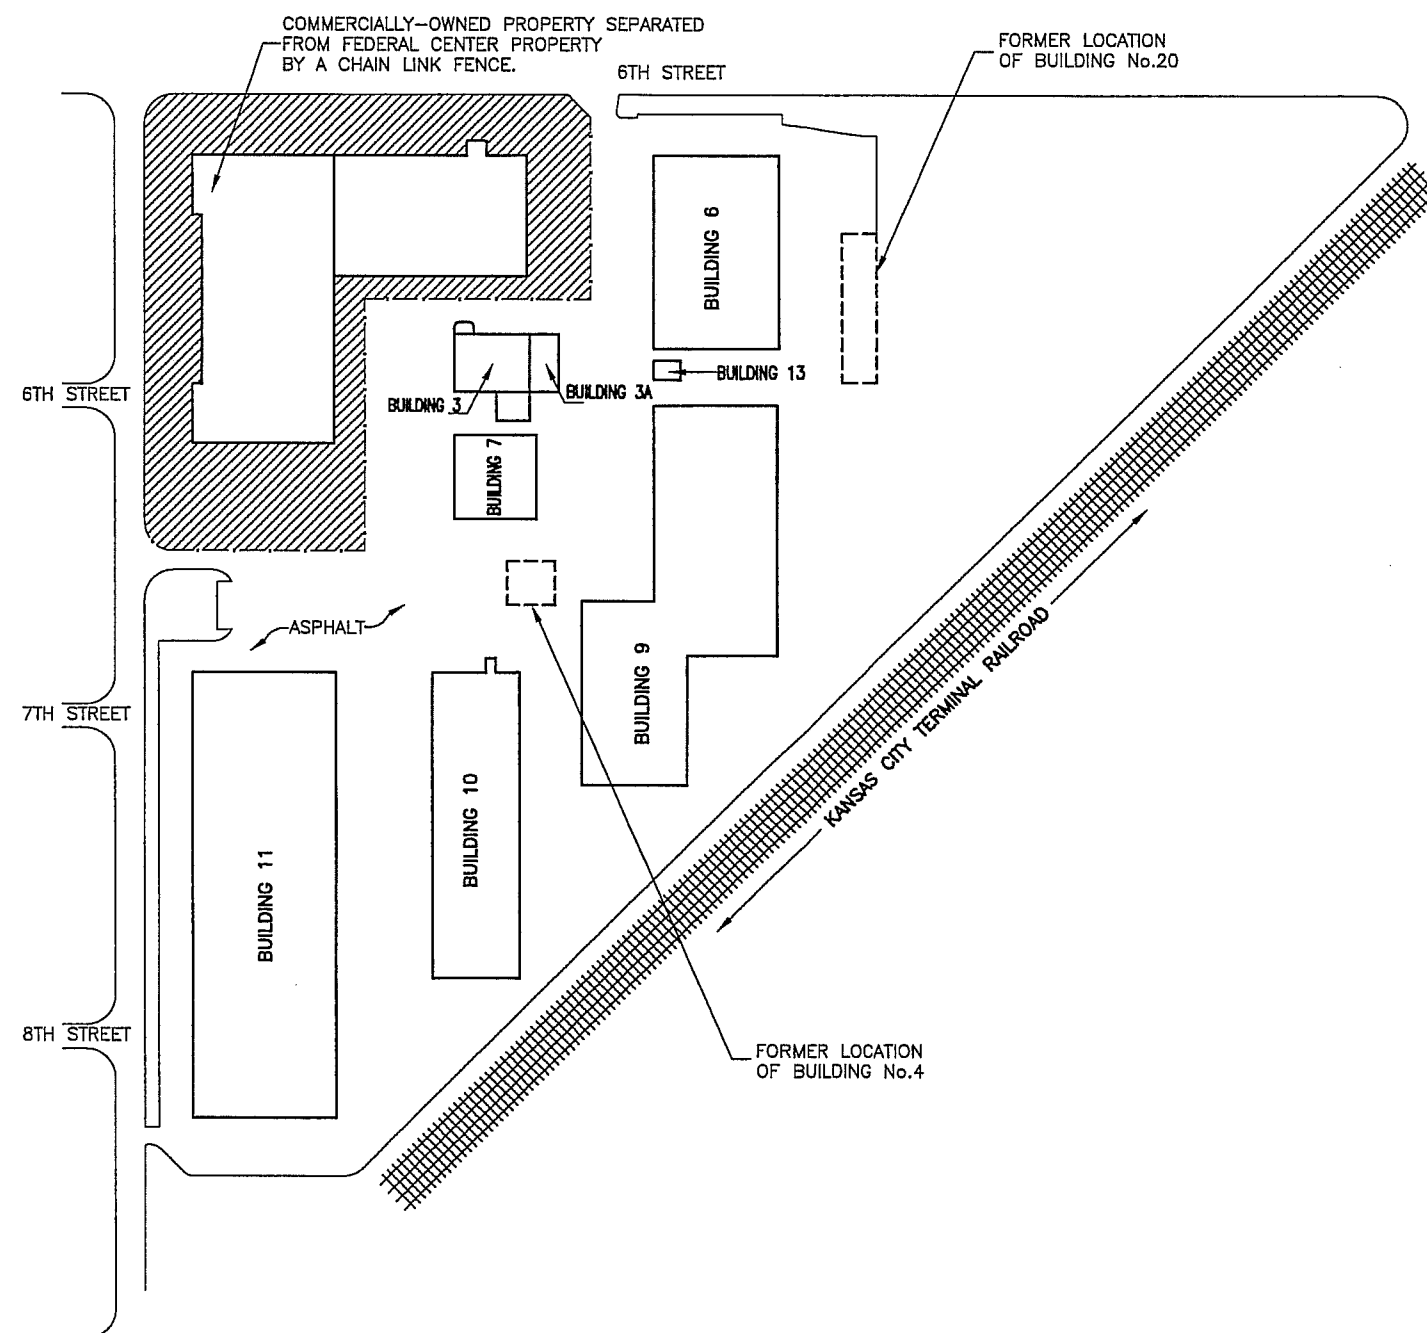 COMMERCIALLY-OWNED PROPERTY SEPARATED
FROM FEDERAL CENTER PROPERTY
BY A CHAIN LINK FENCE.
6TH STREET
FORMER LOCATION
OF BUILDING No.20
BUILDING 6
6TH STREET
BUILDING 3
BUILDING 3A
BUILDING 13
BUILDING 7
ASPHALT
7TH STREET
BUILDING 9
KANSAS CITY TERMINAL RAILROAD
BUILDING 10
BUILDING 11
8TH STREET
FORMER LOCATION
OF BUILDING No.4